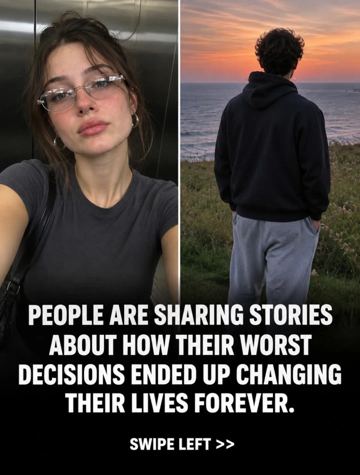 PEOPLE ARE SHARING STORIES
ABOUT HOW THEIR WORST
DECISIONS ENDED UP CHANGING
THEIR LIVES FOREVER.
SWIPE LEFT >>